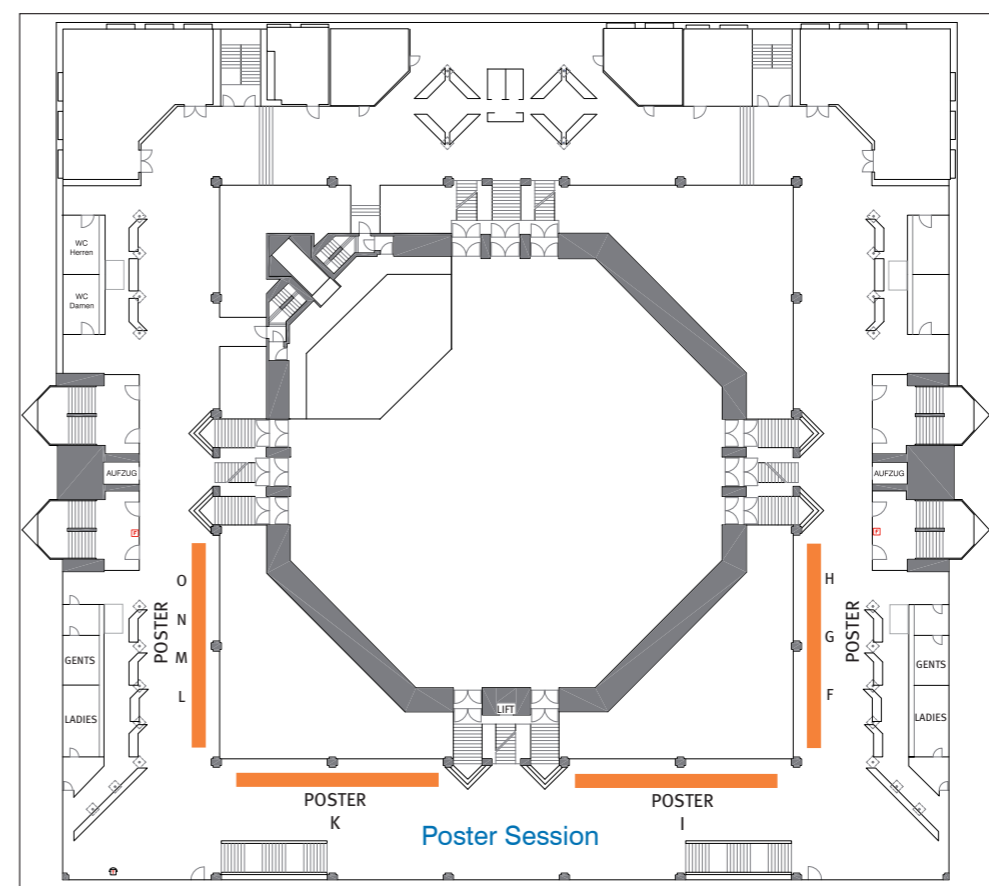 WC
Herren
WC
Damen
AUFZUG
AUFZUG
O
N
M
L
POSTER
H
G
F
POSTER
GENTS
LADIES
GENTS
LADIES
LIFT
POSTER
K
POSTER
I
Poster Session